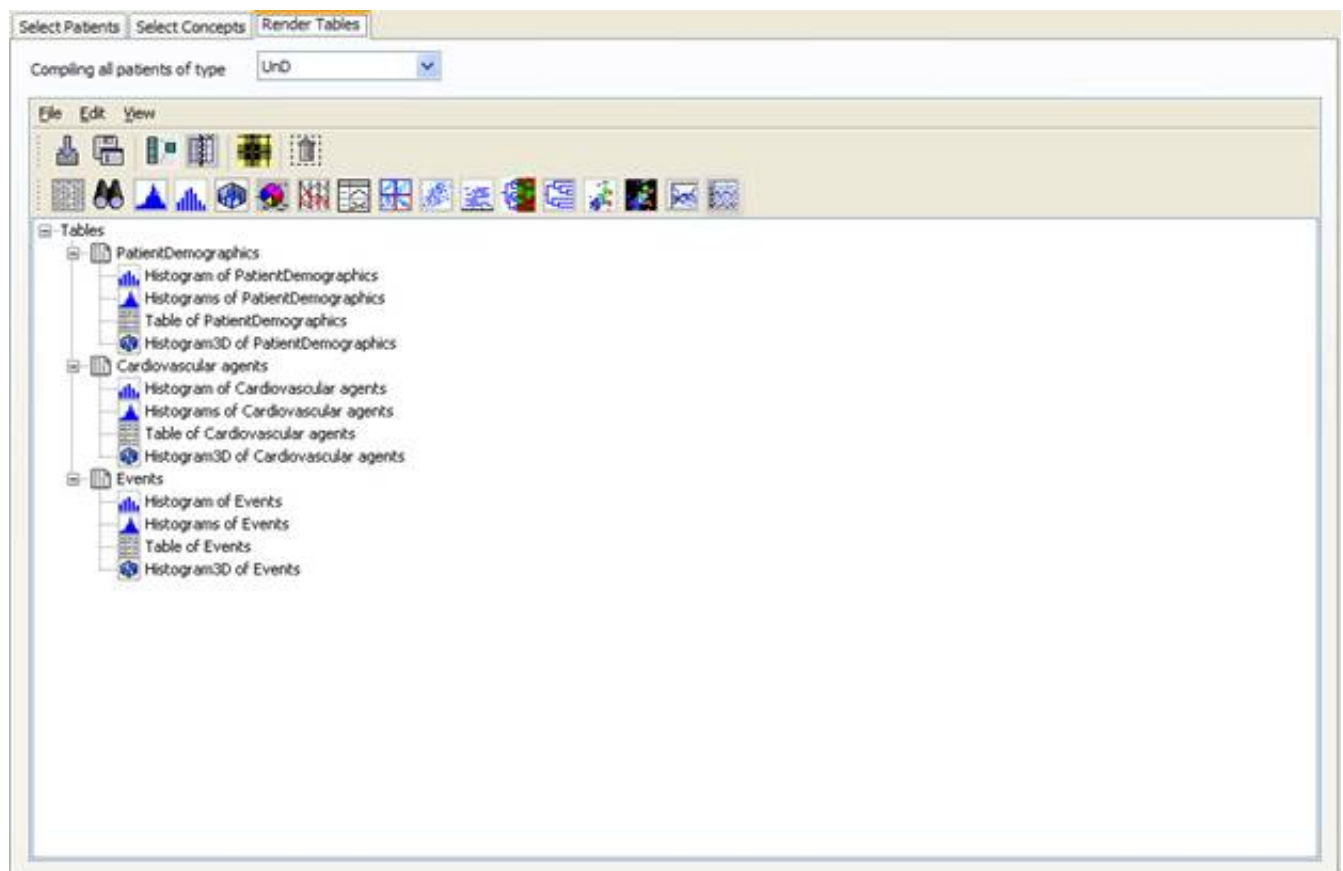 Select Patients Select Concepts Render Tables
Compiling all patients of type UnD
File Edit View
Tables
PatientDemographics
Histogram of PatientDemographics
Histograms of PatientDemographics
Table of PatientDemographics
Histogram3D of PatientDemographics
Cardiovascular agents
Histogram of Cardiovascular agents
Histograms of Cardiovascular agents
Table of Cardiovascular agents
Histogram3D of Cardiovascular agents
Events
Histogram of Events
Histograms of Events
Table of Events
Histogram3D of Events